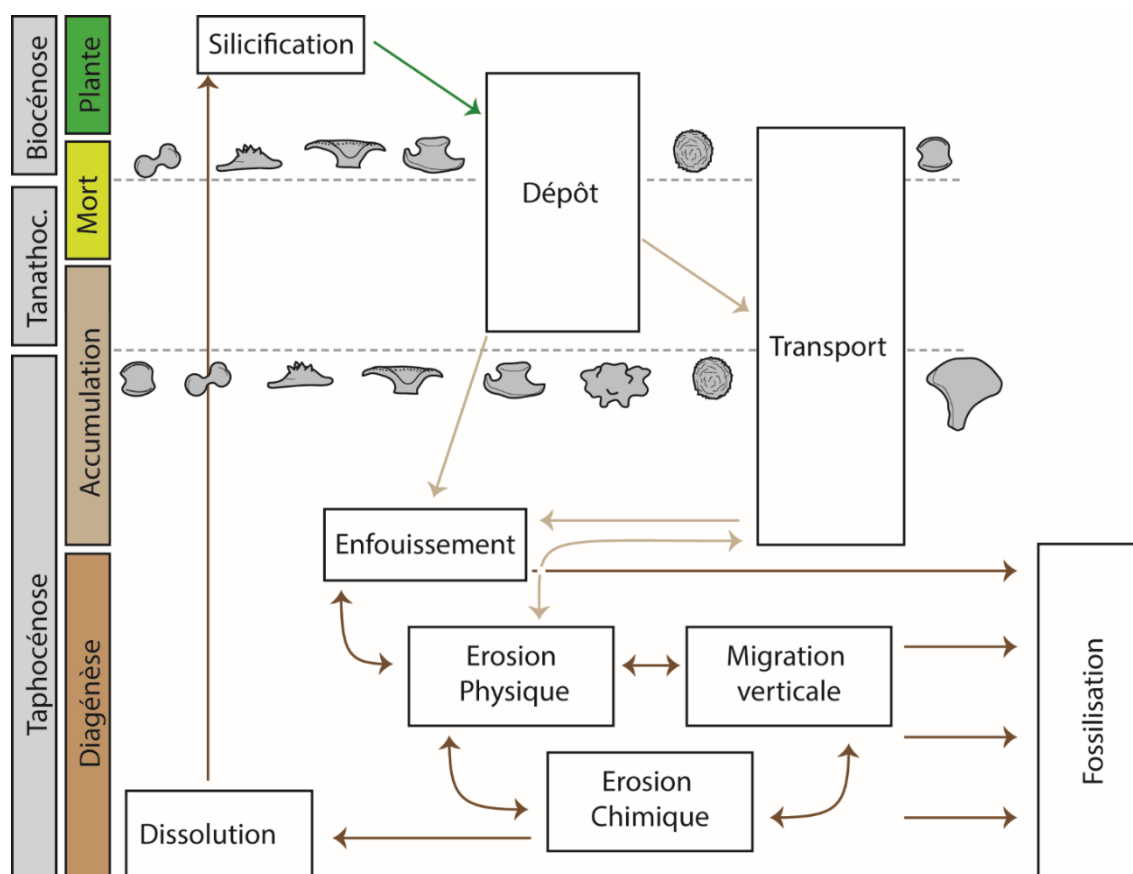 Biocénose
Tanathoc.
Taphocénose
Plante
Mort
Accumulation
Diagénèse
Silicification
Dépôt
Transport
Enfouissement
Erosion
Physique
Migration
verticale
Erosion
Chimique
Dissolution
Fossilisation